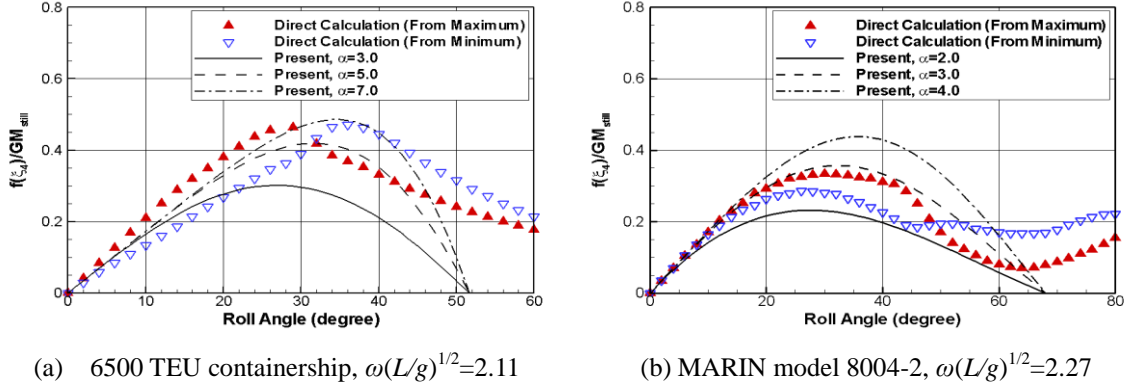 (a)
Direct Calculation (From Maximum)
Direct Calculation (From Minimum)
Present, α=3.0
Present, α=5.0
Present, α=7.0
f(ξ₄)/GM_still
0.8
0.6
0.4
0.2
0
0 10 20 30 40 50 60
Roll Angle (degree)
(b)
Direct Calculation (From Maximum)
Direct Calculation (From Minimum)
Present, α=2.0
Present, α=3.0
Present, α=4.0
f(ξ₄)/GM_still
0.8
0.6
0.4
0.2
0
0 20 40 60 80
Roll Angle (degree)
(a) 6500 TEU containership, ω(L/g)^1/2=2.11
(b) MARIN model 8004-2, ω(L/g)^1/2=2.27